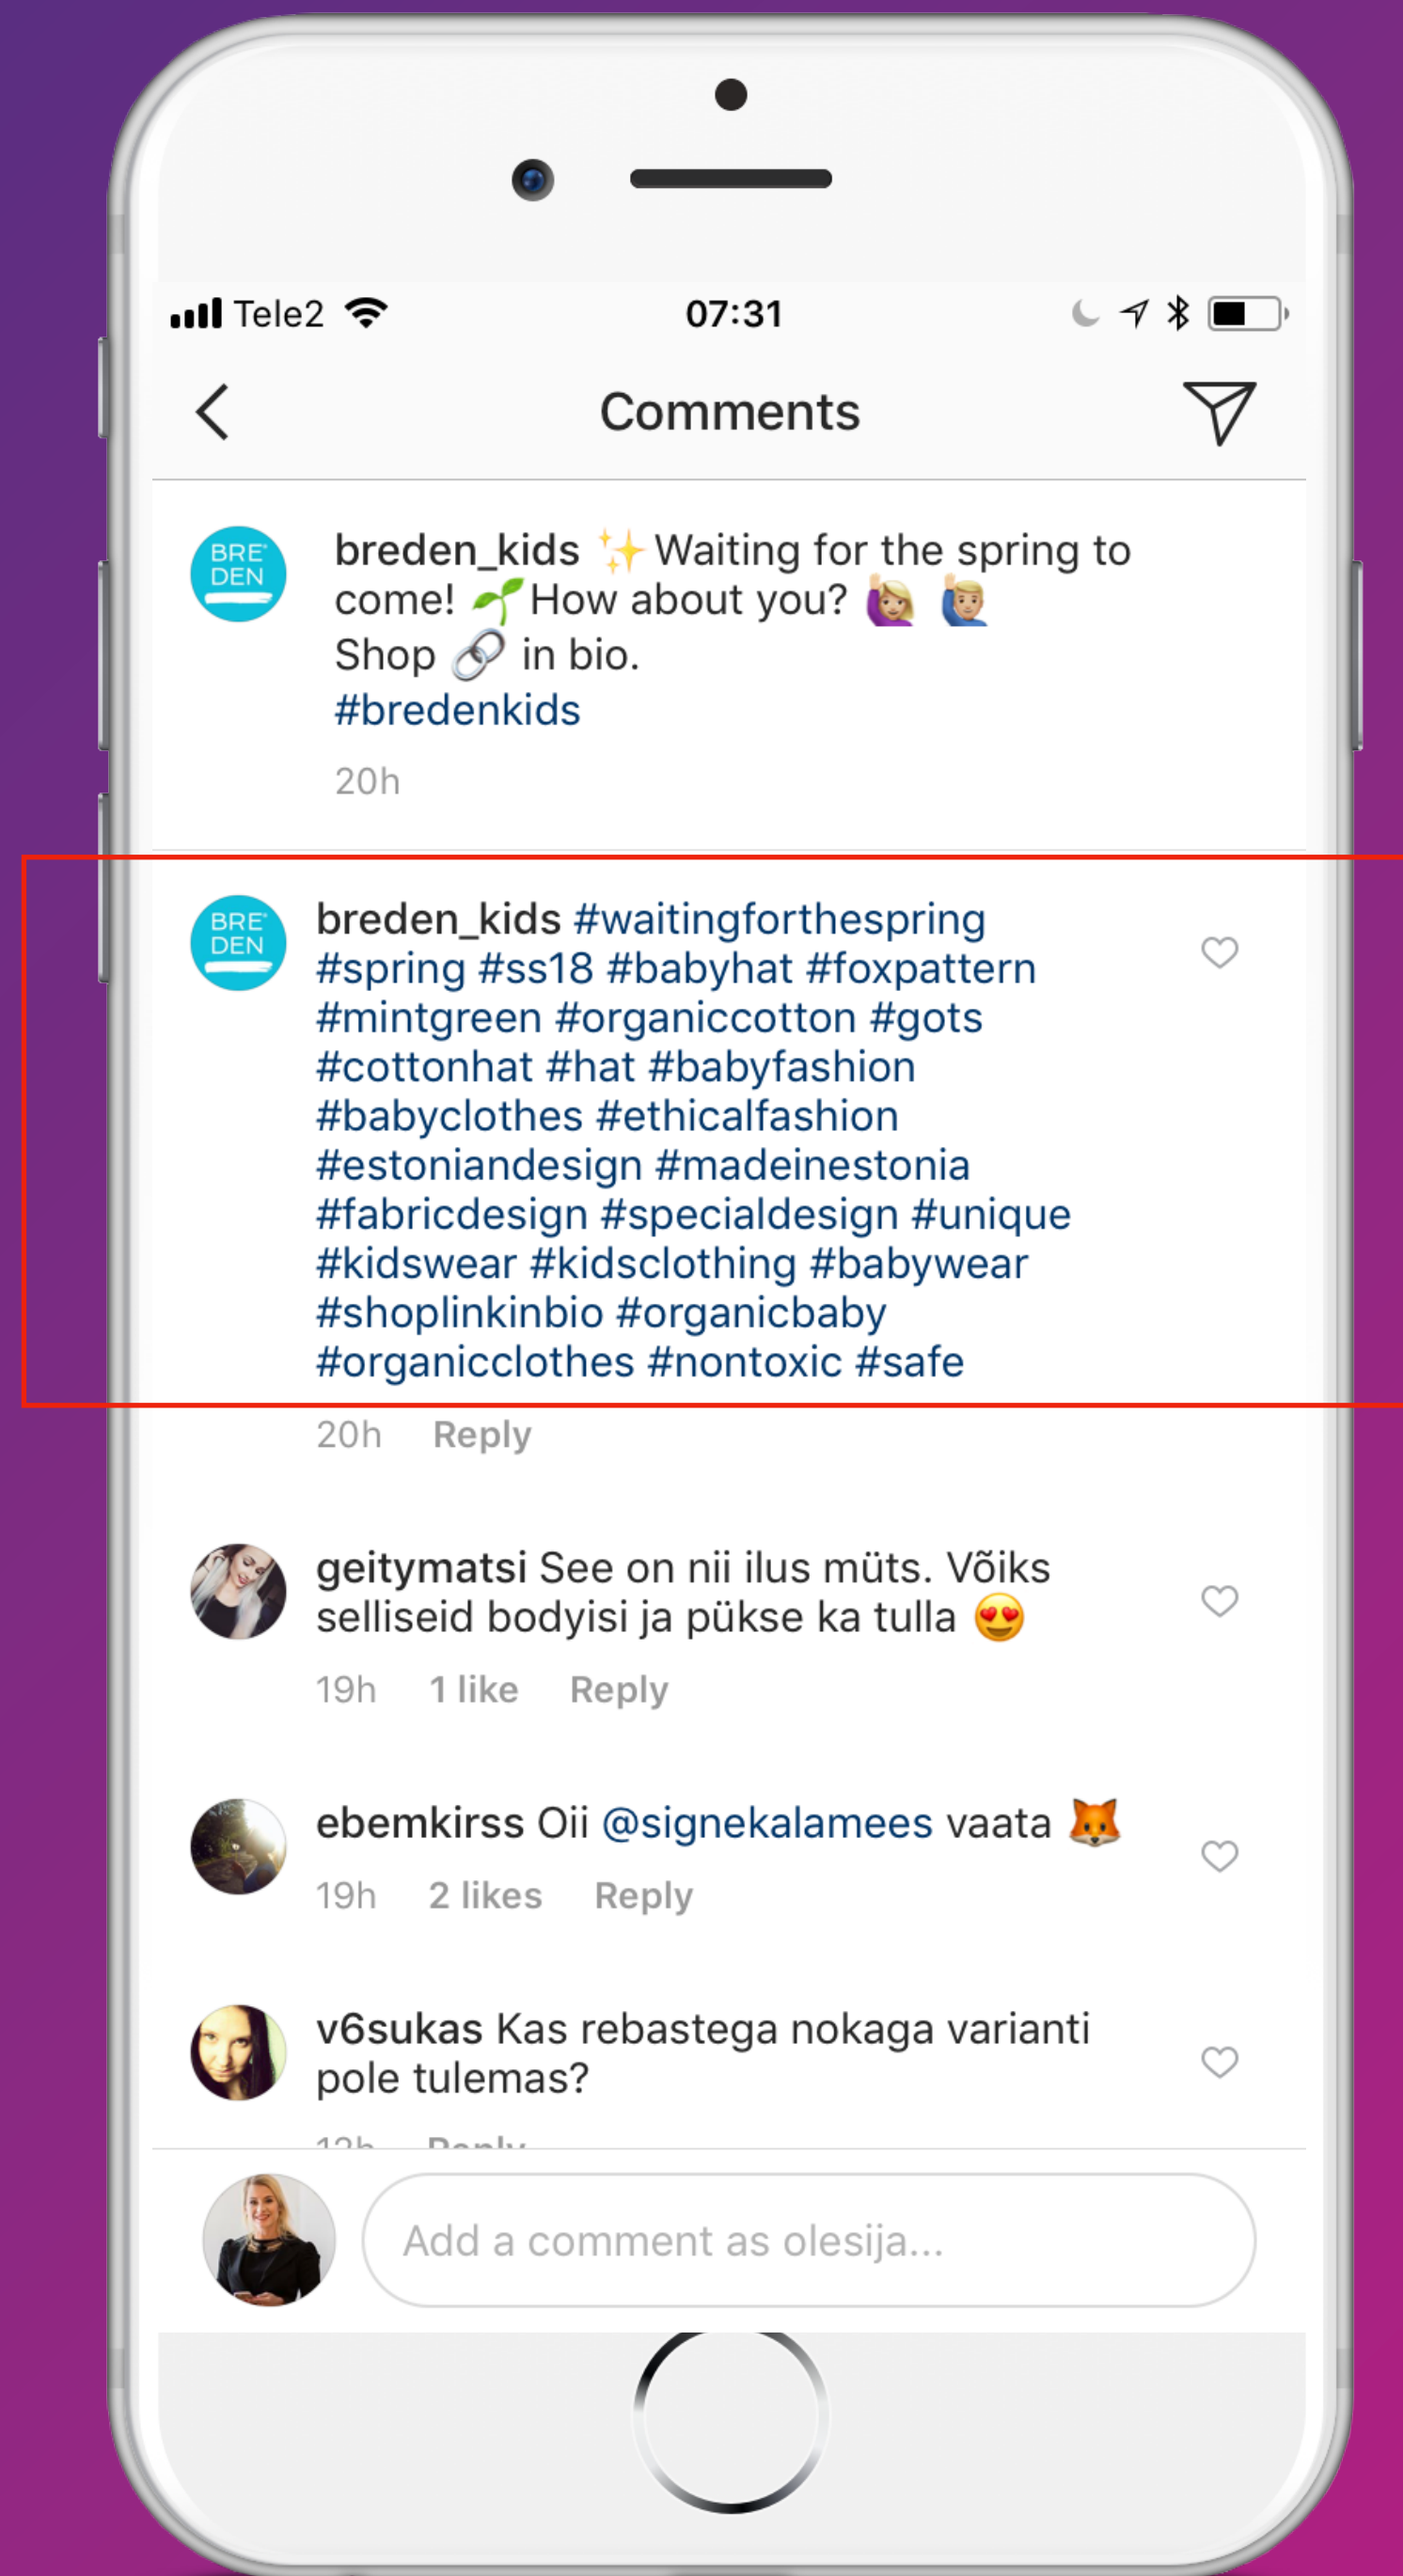 Tele2 07:31
Comments
BRE DEN
breden_kids ✨Waiting for the spring to
come! 🌱How about you? 🙋🏼 🙋🏼‍♂️
Shop 🔗 in bio.
#bredenkids
20h
BRE DEN
breden_kids #waitingforthespring
#spring #ss18 #babyhat #foxpattern
#mintgreen #organiccotton #gots
#cottonhat #hat #babyfashion
#babyclothes #ethicalfashion
#estoniandesign #madeinestonia
#fabricdesign #specialdesign #unique
#kidswear #kidsclothing #babywear
#shoplinkinbio #organicbaby
#organicclothes #nontoxic #safe
20h Reply
geitymatsi See on nii ilus müts. Võiks
selliseid bodyisi ja pükse ka tulla 😍
19h 1 like Reply
ebemkirss Oii @signekalamees vaata 🦊
19h 2 likes Reply
v6sukas Kas rebastega nokaga varianti
pole tulemas?
Reply
Add a comment as olesija...